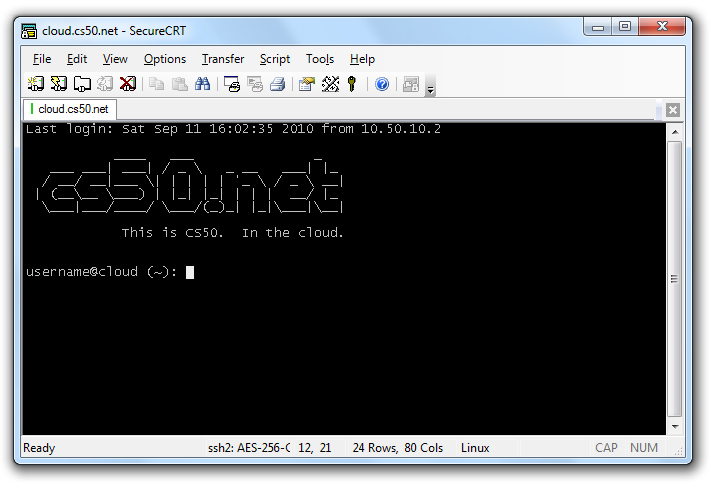 cloud.cs50.net - SecureCRT
File Edit View Options Transfer Script Tools Help
cloud.cs50.net
Last login: Sat Sep 11 16:02:35 2010 from 10.50.10.2
cs50.net
This is CS50.  In the cloud.
username@cloud (~):
Ready ssh2: AES-256-C 12, 21 24 Rows, 80 Cols Linux CAP NUM